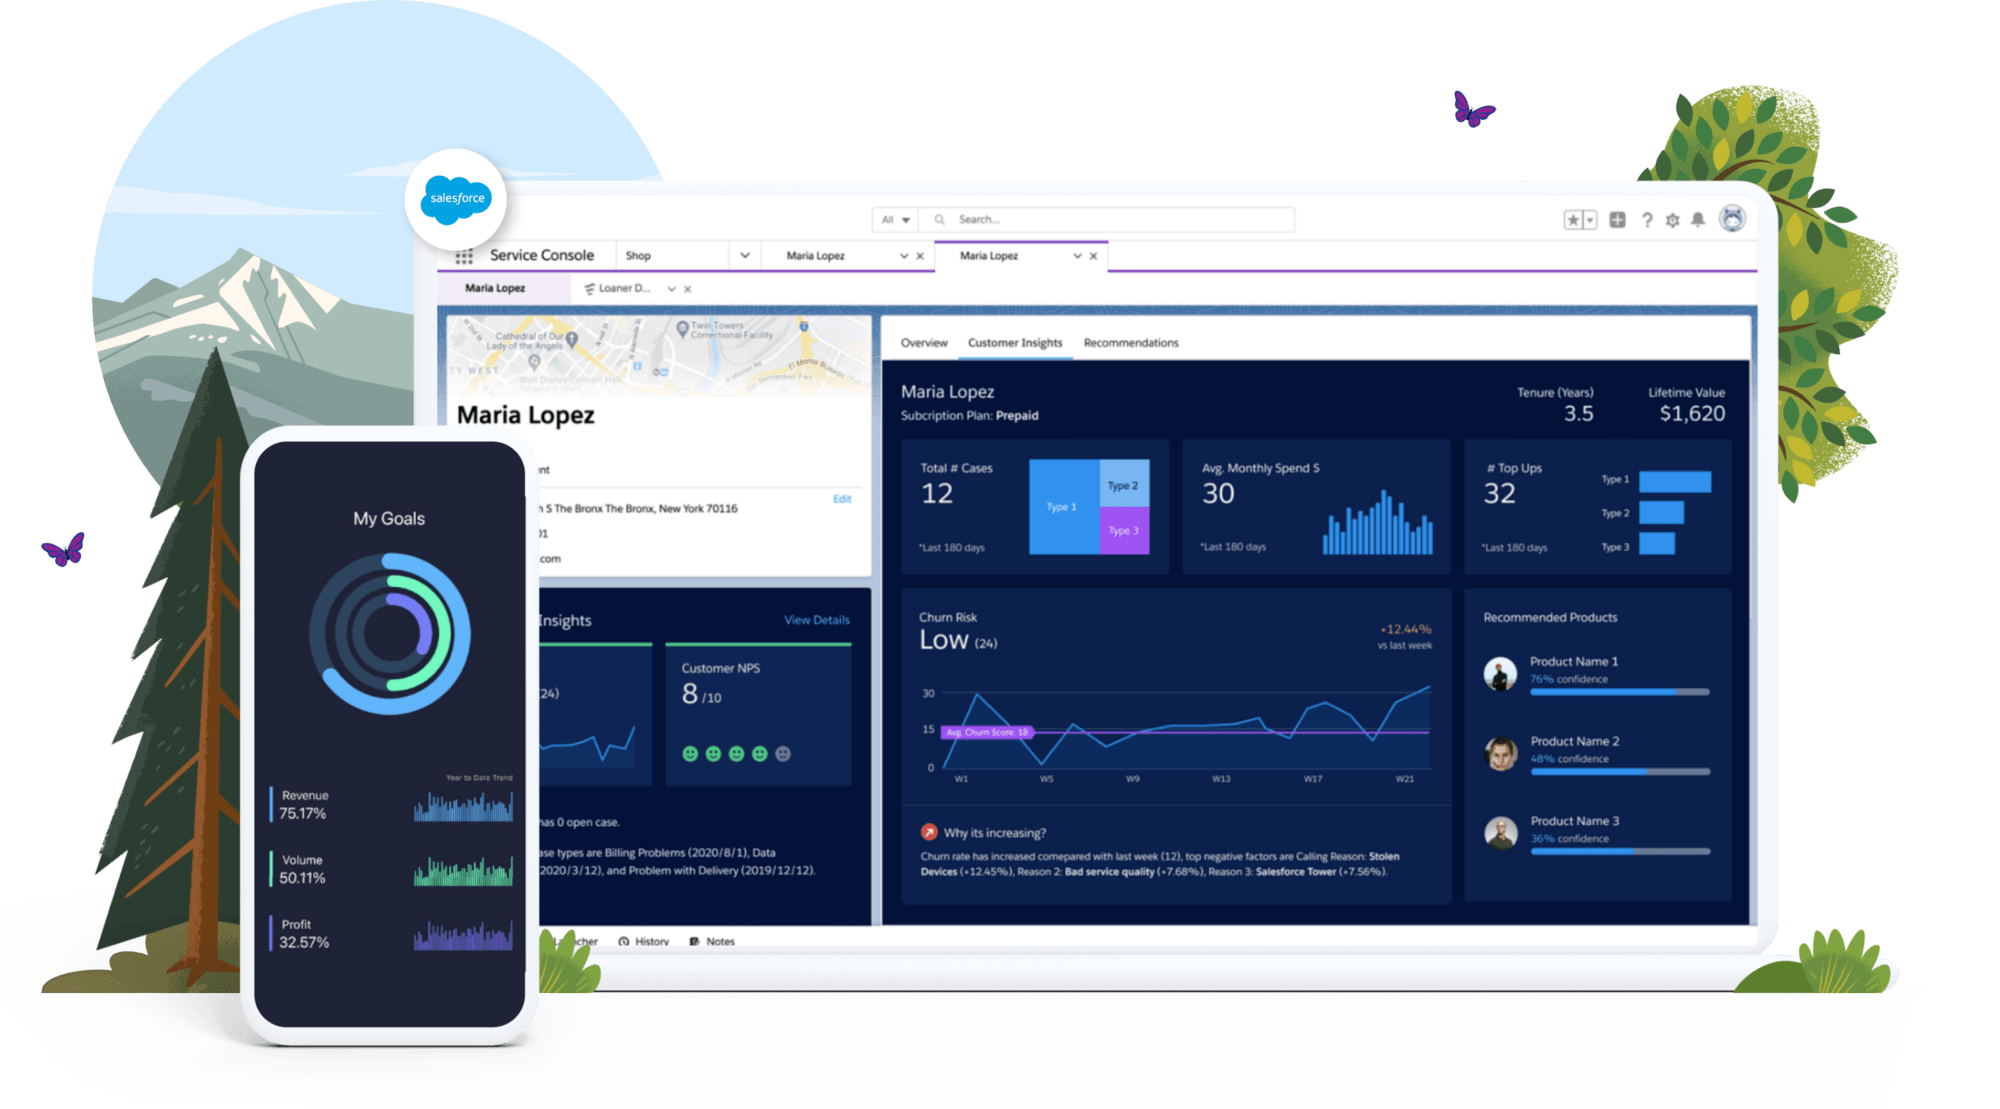 salesforce
All
Search...
Service Console
Shop
Maria Lopez
Maria Lopez
Maria Lopez
Loaner D...
Cathedral of Our
Lady of the Angels
Twin Towers
Correctional Facility
TY WEST
Walt Disney Concert Hall
El Monte Busway
Maria Lopez
nt
Edit
S The Bronx The Bronx, New York 70116
01
.com
Insights
View Details
24)
Customer NPS
8 /10
has 0 open case.
ase types are Billing Problems (2020/8/1), Data
2020/3/12), and Problem with Delivery (2019/12/12).
cher
History
Notes
Overview
Customer Insights
Recommendations
Maria Lopez
Subcription Plan: Prepaid
Tenure (Years)
3.5
Lifetime Value
$1,620
Total # Cases
12
*Last 180 days
Type 1
Type 2
Type 3
Avg. Monthly Spend $
30
*Last 180 days
# Top Ups
32
*Last 180 days
Type 1
Type 2
Type 3
Churn Risk
Low (24)
+12.44%
vs last week
30
15
0
Avg. Churn Score: 18
W1
W5
W9
W13
W17
W21
Why its increasing?
Churn rate has increased comepared with last week (12), top negative factors are Calling Reason: Stolen
Devices (+12.45%), Reason 2: Bad service quality (+7.68%), Reason 3: Salesforce Tower (+7.56%).
Recommended Products
Product Name 1
76% confidence
Product Name 2
48% confidence
Product Name 3
36% confidence
My Goals
Year to Date Trend
Revenue
75.17%
Volume
50.11%
Profit
32.57%